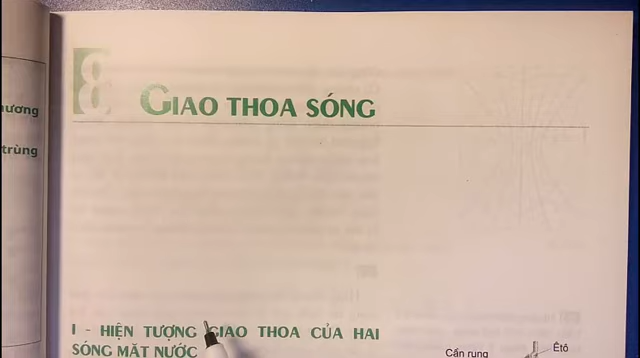 8
GIAO THOA SÓNG
ương
trùng
I - HIỆN TƯỢNG GIAO THOA CỦA HAI
SÓNG MẶT NƯỚC
Cần rung
Êtô